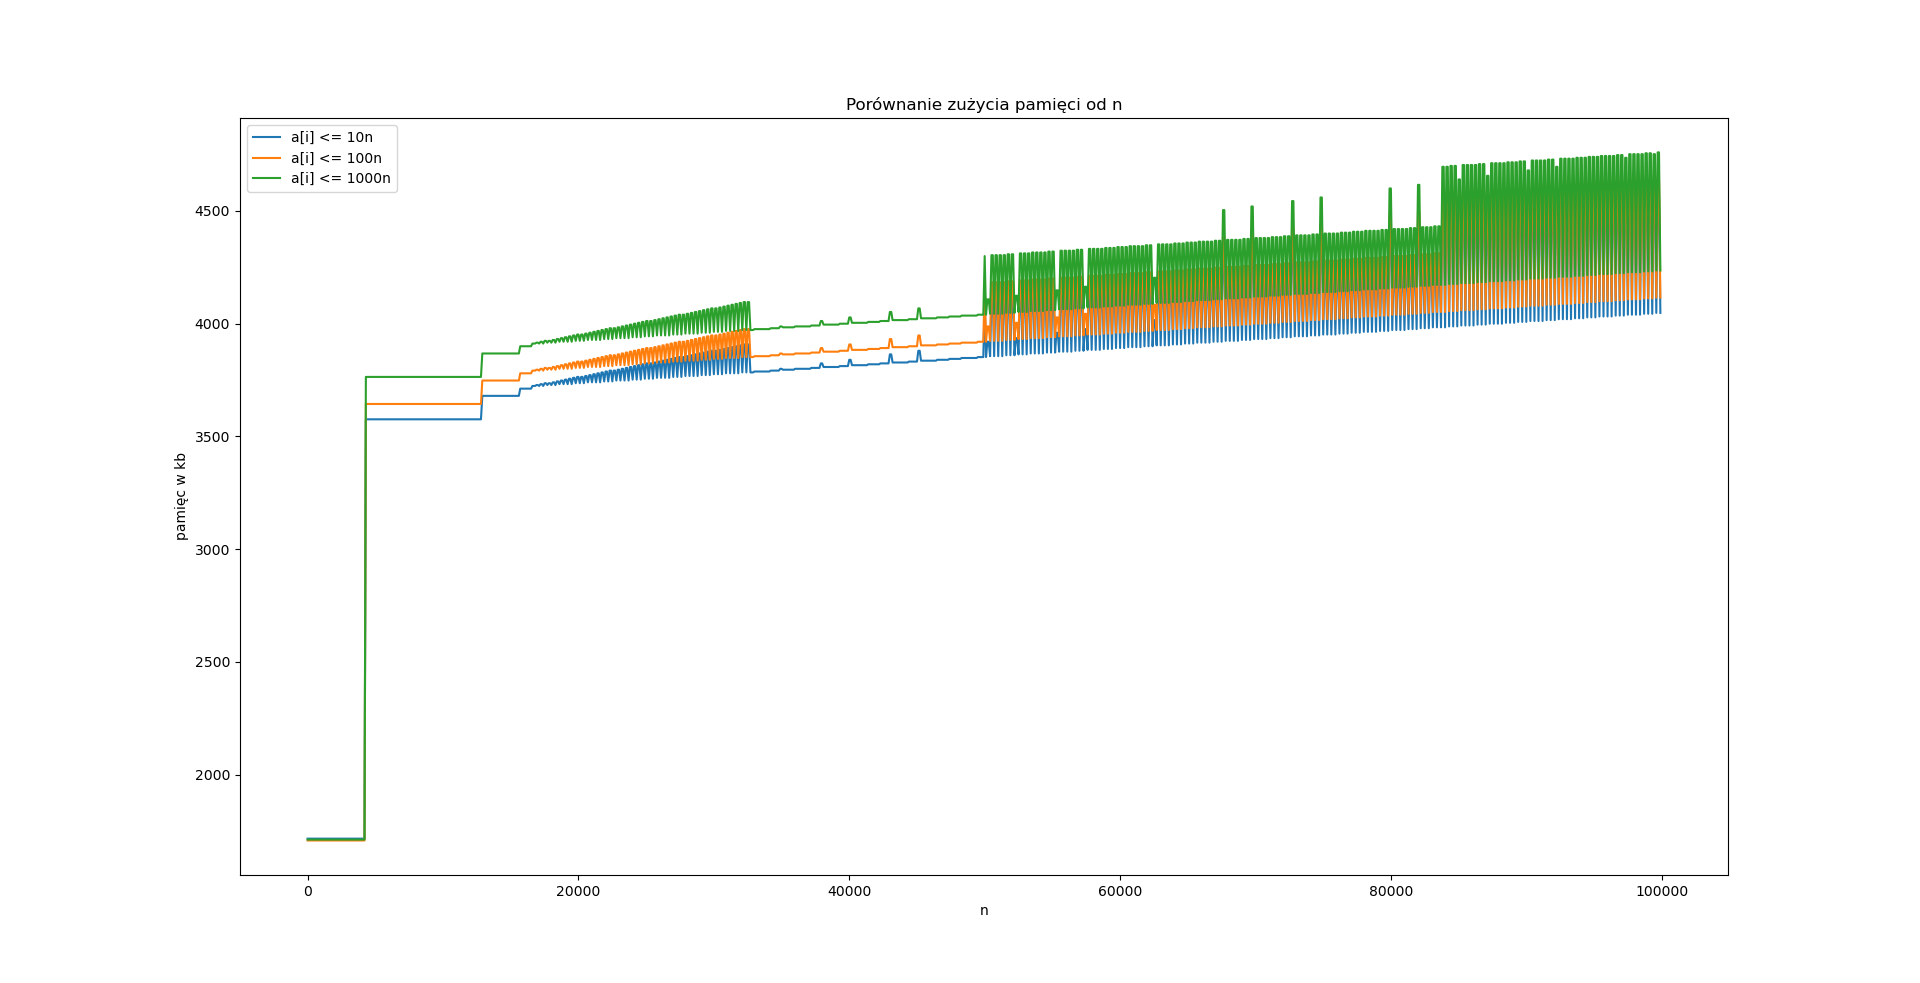 Porównanie zużycia pamięci od n
a[i] <= 10n
a[i] <= 100n
a[i] <= 1000n
4500
4000
3500
3000
2500
2000
pamięc w kb
0 20000 40000 60000 80000 100000
n